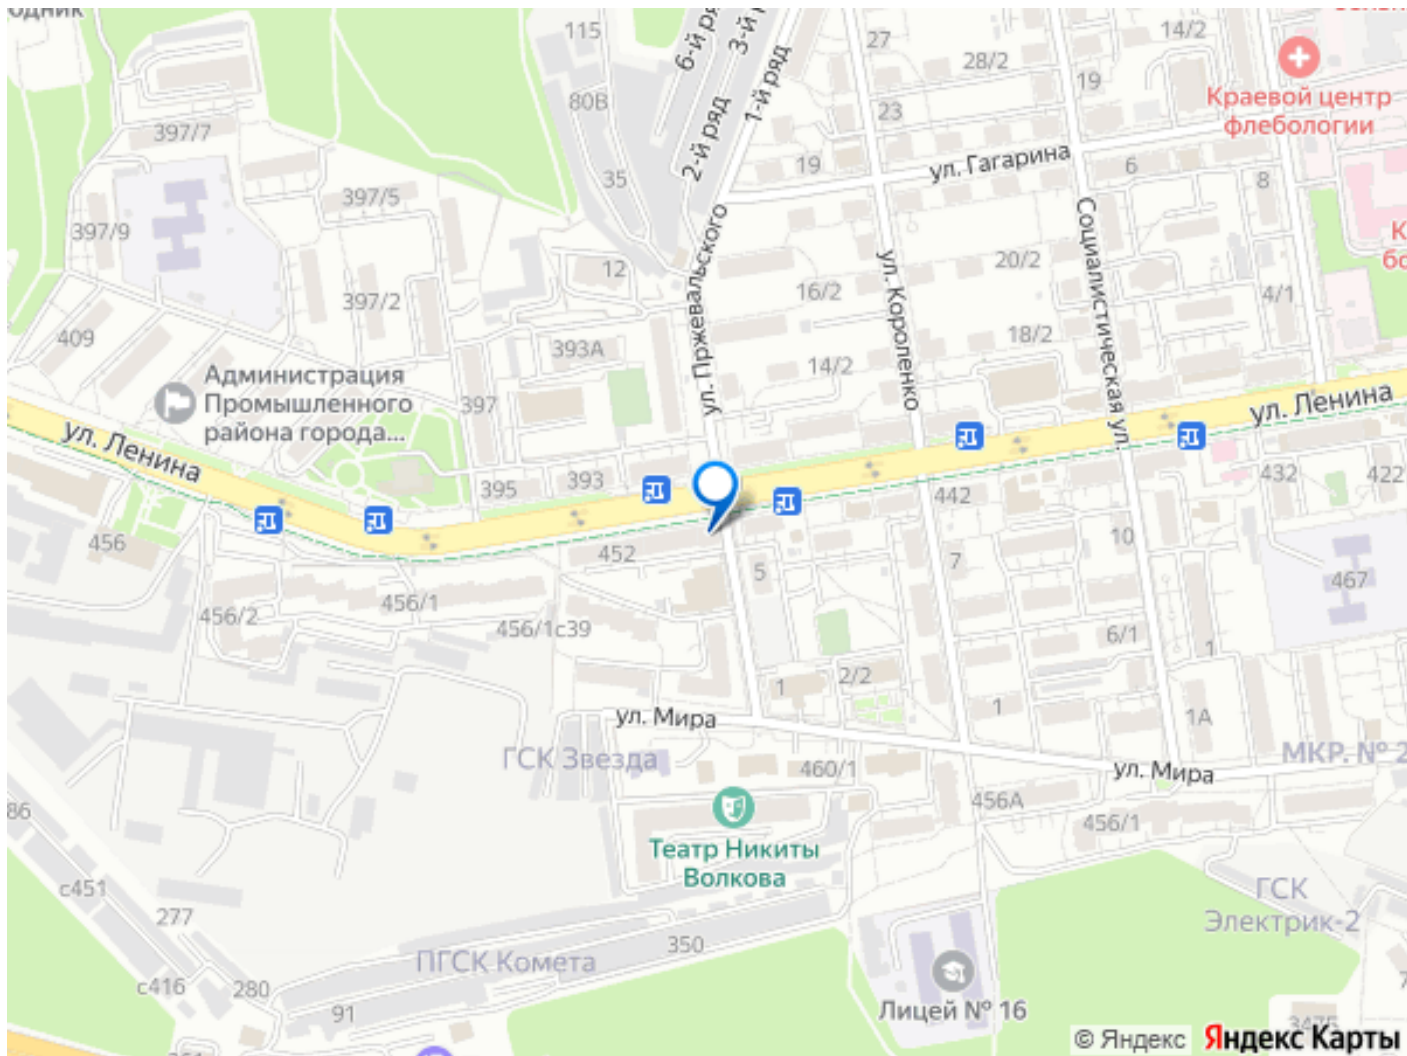 115
6-й ря
3-й р
1-й ряд
2-й ряд
27
28/2
14/2
19
Краевой центр
флебологии
80В
23
397/7
35
19
ул. Гагарина
6
8
397/5
397/9
12
ул. Пржевальского
ул. Короленко
Социалистическая ул.
20/2
16/2
4/1
397/2
409
393А
18/2
14/2
Администрация
Промышленного
района города...
397
ул. Ленина
ул. Ленина
395
393
442
432
422
456
452
5
7
10
467
456/2
456/1
456/1с39
6/1
1
1
2/2
1
1А
ул. Мира
ГСК Звезда
460/1
ул. Мира
МКР. № 2
456А
456/1
86
Театр Никиты
Волкова
с451
277
ГСК
Электрик-2
350
ПГСК Комета
с416
280
91
Лицей № 16
347Б
© Яндекс
Яндекс Карты